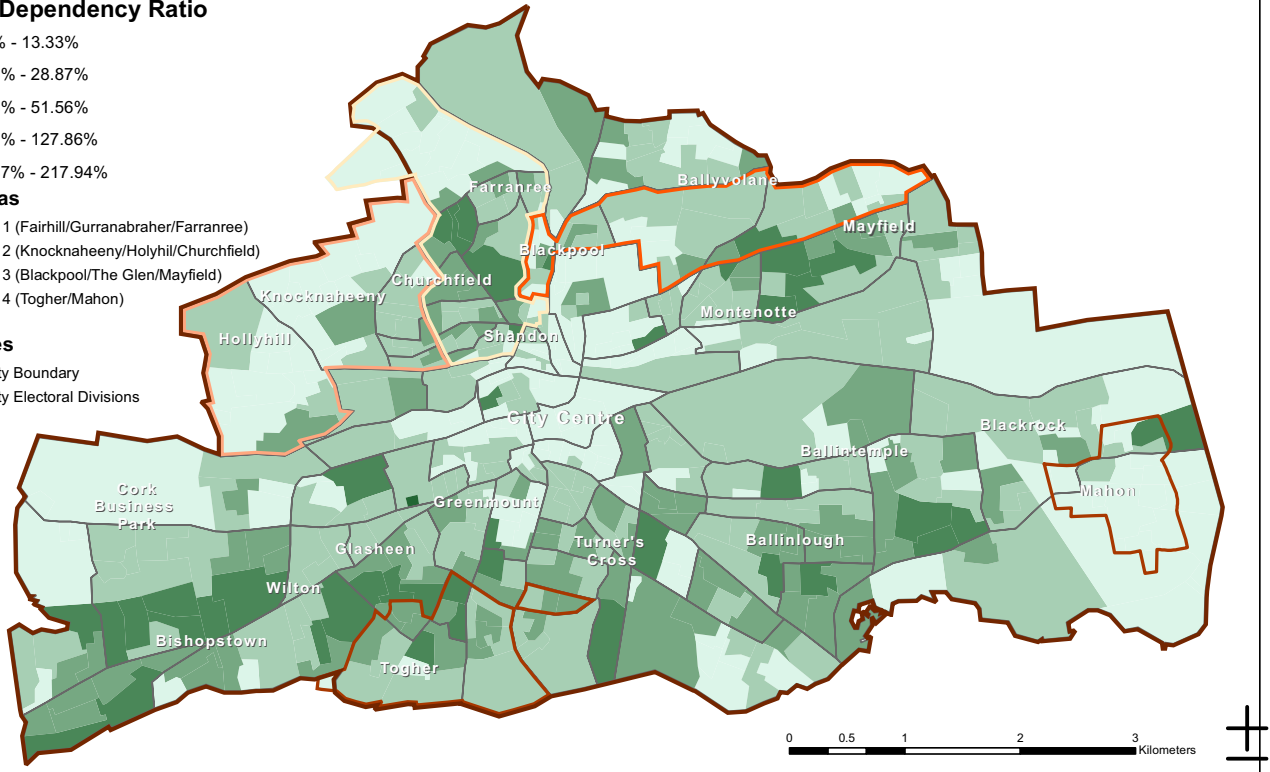 Dependency Ratio
% - 13.33%
% - 28.87%
% - 51.56%
% - 127.86%
7% - 217.94%
as
1 (Fairhill/Gurranabraher/Farranree)
2 (Knocknaheeny/Holyhil/Churchfield)
3 (Blackpool/The Glen/Mayfield)
4 (Togher/Mahon)
es
ty Boundary
ty Electoral Divisions
Farranree
Ballyvolane
Mayfield
Blackpool
Churchfield
Knocknaheeny
Hollyhill
Shandon
Montenotte
City Centre
Blackrock
Ballintemple
Mahon
Cork
Business
Park
Greenmount
Glasheen
Turner's
Cross
Ballinlough
Wilton
Bishopstown
Togher
0 0.5 1 2 3
Kilometers